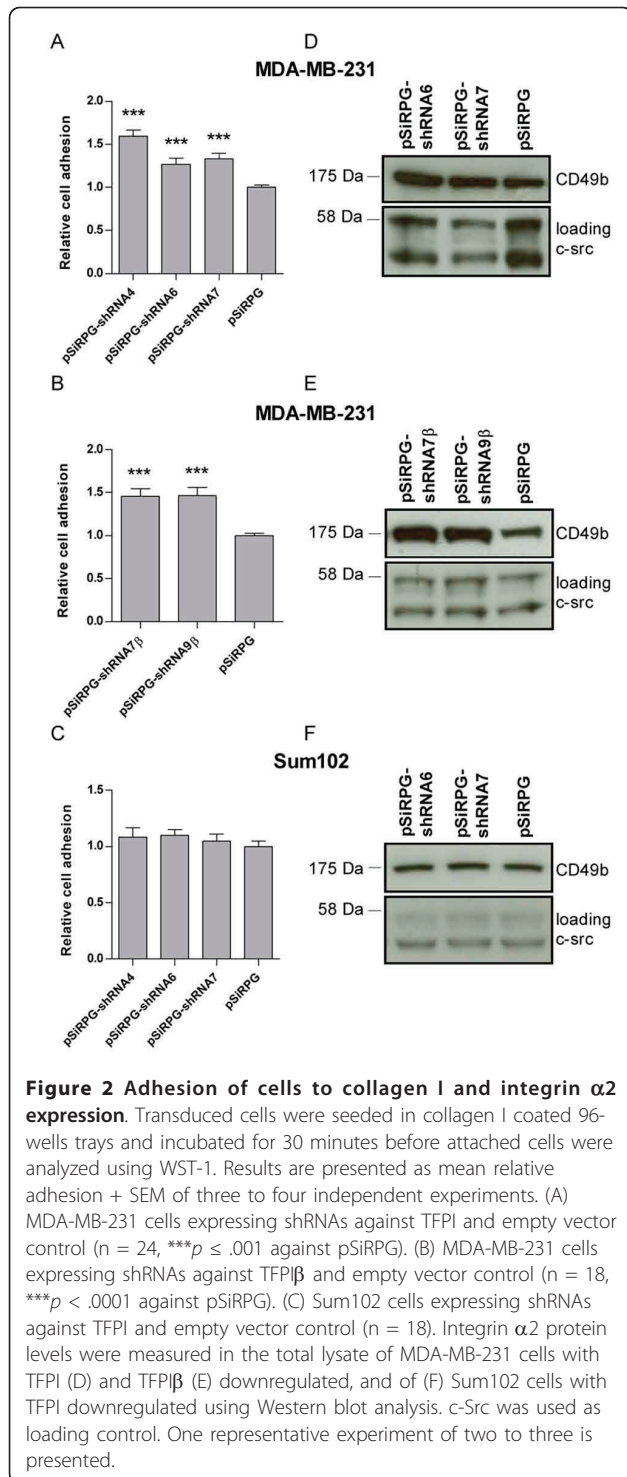 A
D
MDA-MB-231
Relative cell adhesion
2.0
1.5
1.0
0.5
0.0
***
***
***
pSiRPG-shRNA4
pSiRPG-shRNA6
pSiRPG-shRNA7
pSiRPG
pSiRPG-
shRNA6
pSiRPG-
shRNA7
pSiRPG
175 Da
CD49b
58 Da
loading
c-src
B
E
MDA-MB-231
Relative cell adhesion
2.0
1.5
1.0
0.5
0.0
***
***
pSiRPG-shRNA7β
pSiRPG-shRNA9β
pSiRPG
pSiRPG-
shRNA7β
pSiRPG-
shRNA9β
pSiRPG
175 Da
CD49b
58 Da
loading
c-src
C
F
Sum102
Relative cell adhesion
1.5
1.0
0.5
0.0
pSiRPG-shRNA4
pSiRPG-shRNA6
pSiRPG-shRNA7
pSiRPG
pSiRPG-
shRNA6
pSiRPG-
shRNA7
pSiRPG
175 Da
CD49b
58 Da
loading
c-src
Figure 2 Adhesion of cells to collagen I and integrin α2
expression. Transduced cells were seeded in collagen I coated 96-
wells trays and incubated for 30 minutes before attached cells were
analyzed using WST-1. Results are presented as mean relative
adhesion + SEM of three to four independent experiments. (A)
MDA-MB-231 cells expressing shRNAs against TFPI and empty vector
control (n = 24, ***p ≤ .001 against pSiRPG). (B) MDA-MB-231 cells
expressing shRNAs against TFPIβ and empty vector control (n = 18,
***p < .0001 against pSiRPG). (C) Sum102 cells expressing shRNAs
against TFPI and empty vector control (n = 18). Integrin α2 protein
levels were measured in the total lysate of MDA-MB-231 cells with
TFPI (D) and TFPIβ (E) downregulated, and of (F) Sum102 cells with
TFPI downregulated using Western blot analysis. c-Src was used as
loading control. One representative experiment of two to three is
presented.